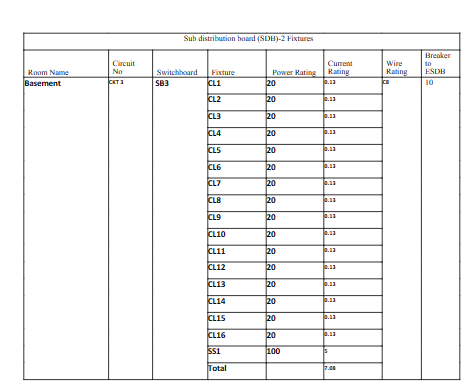 Sub distribution board (SDB)-2 Fixtures
Room Name Circuit No Switchboard Fixture Power Rating Current Rating Wire Rating Breaker to ESDB
Basement CKT 3 SB3 CL1 20 0.13 C8 10
CL2 20 0.13
CL3 20 0.13
CL4 20 0.13
CL5 20 0.13
CL6 20 0.13
CL7 20 0.13
CL8 20 0.13
CL9 20 0.13
CL10 20 0.13
CL11 20 0.13
CL12 20 0.13
CL13 20 0.13
CL14 20 0.13
CL15 20 0.13
CL16 20 0.13
SS1 100 5
Total 7.08